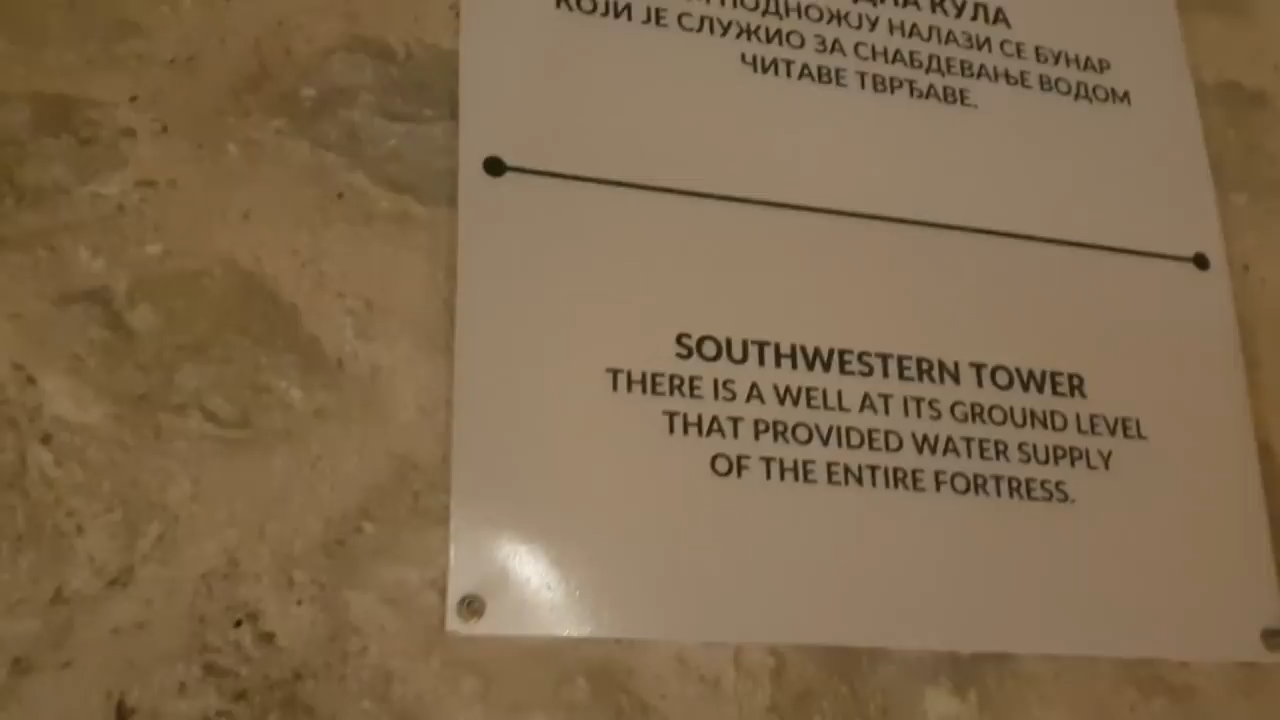 КУЛА
ПОДНОЖЈУ НАЛАЗИ СЕ БУНАР
КОЈИ ЈЕ СЛУЖИО ЗА СНАБДЕВАЊЕ ВОДОМ
ЧИТАВЕ ТВРЂАВЕ.
SOUTHWESTERN TOWER
THERE IS A WELL AT ITS GROUND LEVEL
THAT PROVIDED WATER SUPPLY
OF THE ENTIRE FORTRESS.